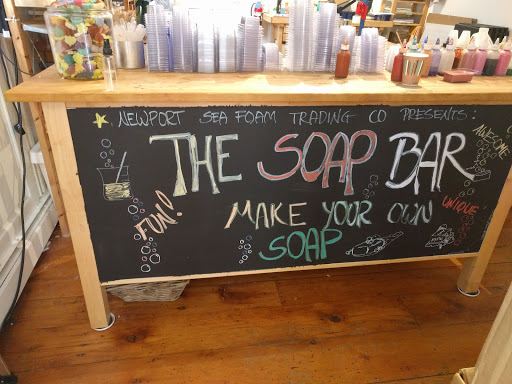 NEWPORT SEA FOAM TRADING CO PRESENTS:
THE SOAP BAR
AWESOME
FUN!
MAKE YOUR OWN
UNIQUE
SOAP